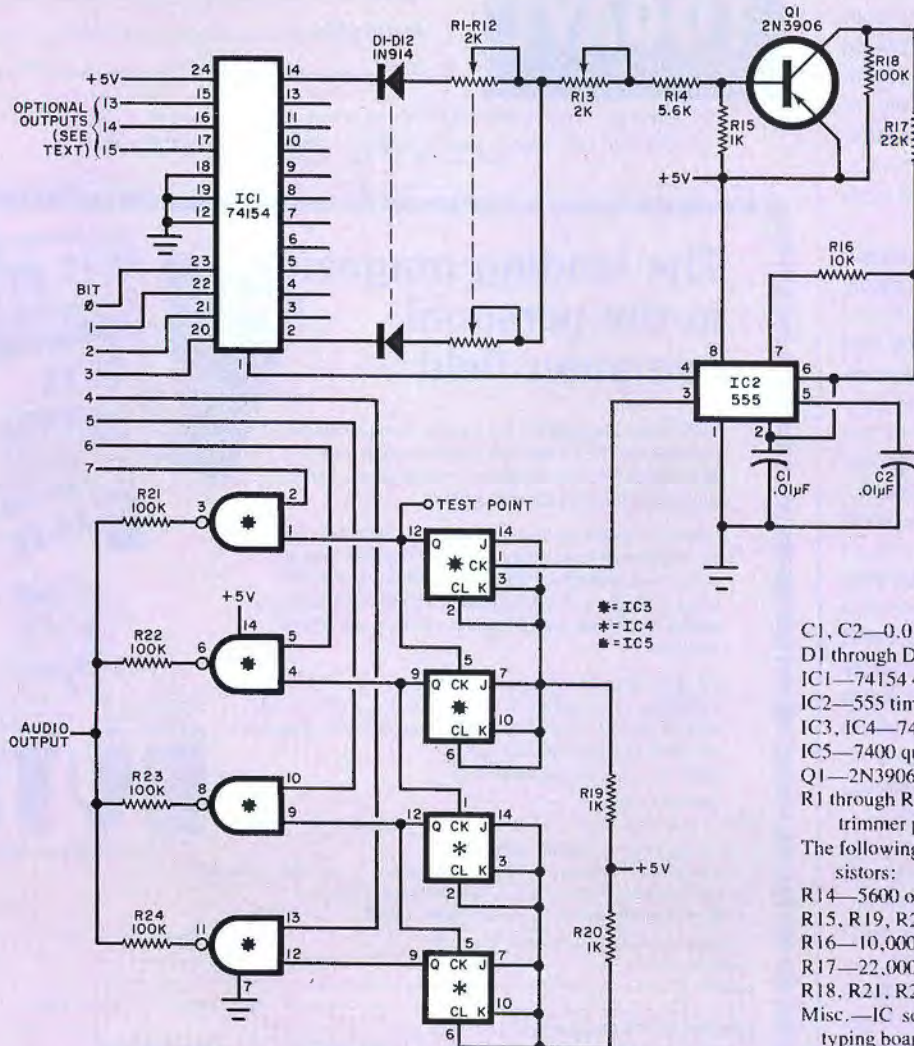 Q1
2N3906
R1-R12
2K
D1-D12
1N914
R18
100K
+5V
24
14
R13
2K
R14
5.6K
R17
22K
OPTIONAL
OUTPUTS
(SEE
TEXT)
13
14
15
15
16
17
18
19
12
IC1
74154
13
11
10
9
8
7
6
5
4
3
2
R15
1K
+5V
R16
10K
BIT
0
1
2
3
4
5
6
7
23
22
21
20
1
8
7
4
3
6
5
2
IC2
555
C1
.01µF
C2
.01µF
R21
100K
3
2
1
TEST POINT
12
Q
J
14
CK
1
CL
K
3
2
*=IC3
*=IC4
*=IC5
+5V
14
R22
100K
6
5
4
5
9
Q
CK
J
7
CL
K
10
6
AUDIO
OUTPUT
R23
100K
8
10
9
1
12
Q
CK
J
14
CL
K
3
2
R19
1K
+5V
R20
1K
R24
100K
11
13
12
7
5
9
Q
CK
J
7
CL
K
10
6
C1, C2—0.0
D1 through D
IC1—74154
IC2—555 tim
IC3, IC4—74
IC5—7400 qu
Q1—2N3906
R1 through R
trimmer p
The following
sistors:
R14—5600 o
R15, R19, R2
R16—10,000
R17—22,000
R18, R21, R2
Misc.—IC so
typing boar